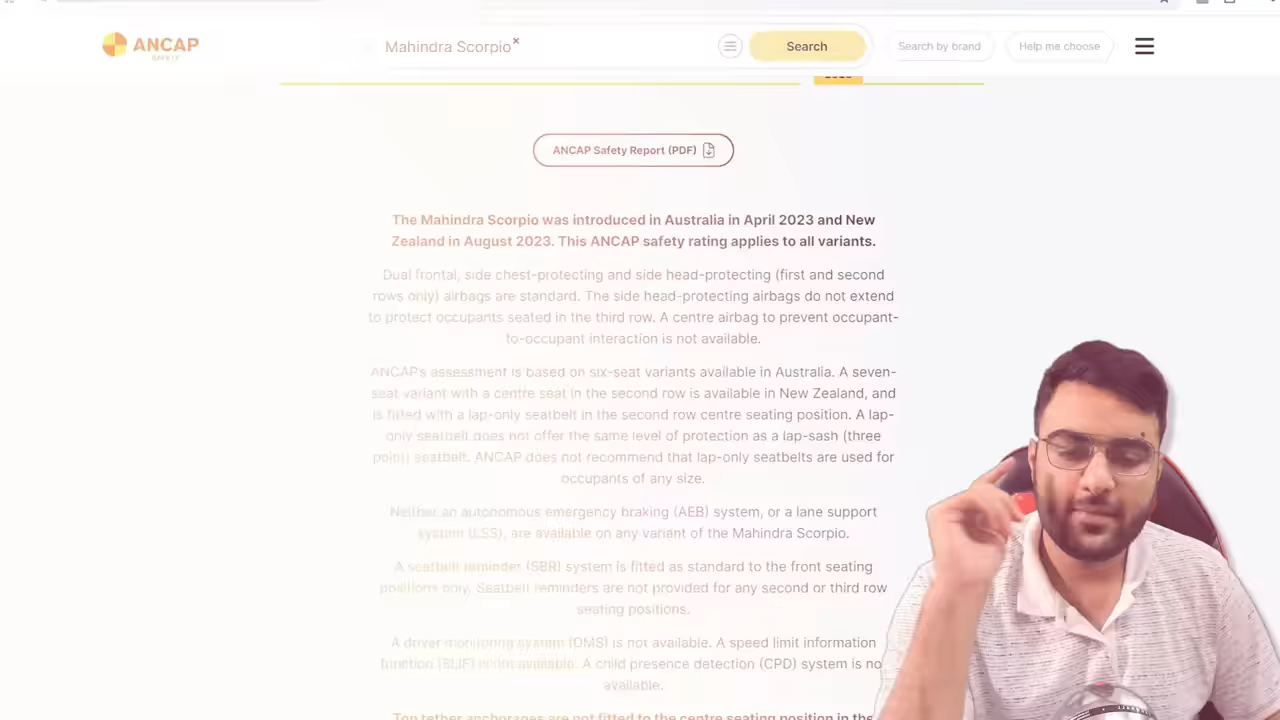 ANCAP
SAFETY
Mahindra Scorpio
Search
Search by brand
Help me choose
ANCAP Safety Report (PDF)
The Mahindra Scorpio was introduced in Australia in April 2023 and New
Zealand in August 2023. This ANCAP safety rating applies to all variants.
Dual frontal, side chest-protecting and side head-protecting (first and second
rows only) airbags are standard. The side head-protecting airbags do not extend
to protect occupants seated in the third row. A centre airbag to prevent occupant-
to-occupant interaction is not available.
ANCAP's assessment is based on six-seat variants available in Australia. A seven-
seat variant with a centre seat in the second row is available in New Zealand, and
is fitted with a lap-only seatbelt in the second row centre seating position. A lap-
only seatbelt does not offer the same level of protection as a lap-sash (three
point) seatbelt. ANCAP does not recommend that lap-only seatbelts are used for
occupants of any size.
Neither an autonomous emergency braking (AEB) system, or a lane support
system (LSS), are available on any variant of the Mahindra Scorpio.
A seatbelt reminder (SBR) system is fitted as standard to the front seating
positions only. Seatbelt reminders are not provided for any second or third row
seating positions.
A driver monitoring system (DMS) is not available. A speed limit information
function (SLIF) is not available. A child presence detection (CPD) system is no
available.
Top tether anchorages are not fitted to the centre seating position in the